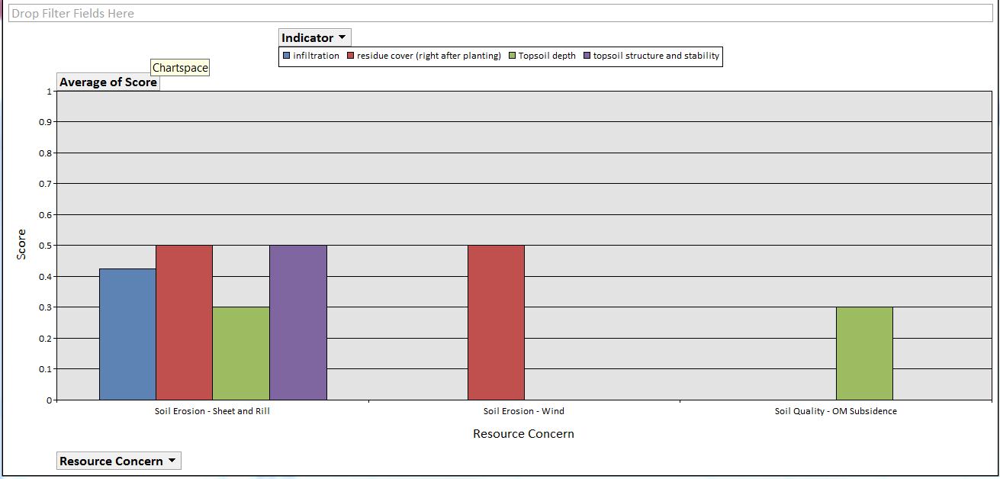 Drop Filter Fields Here
Indicator
infiltration residue cover (right after planting) Topsoil depth topsoil structure and stability
Chartspace
Average of Score
1
0.9
0.8
0.7
0.6
0.5
0.4
0.3
0.2
0.1
0
Score
Soil Erosion - Sheet and Rill Soil Erosion - Wind Soil Quality - OM Subsidence
Resource Concern
Resource Concern